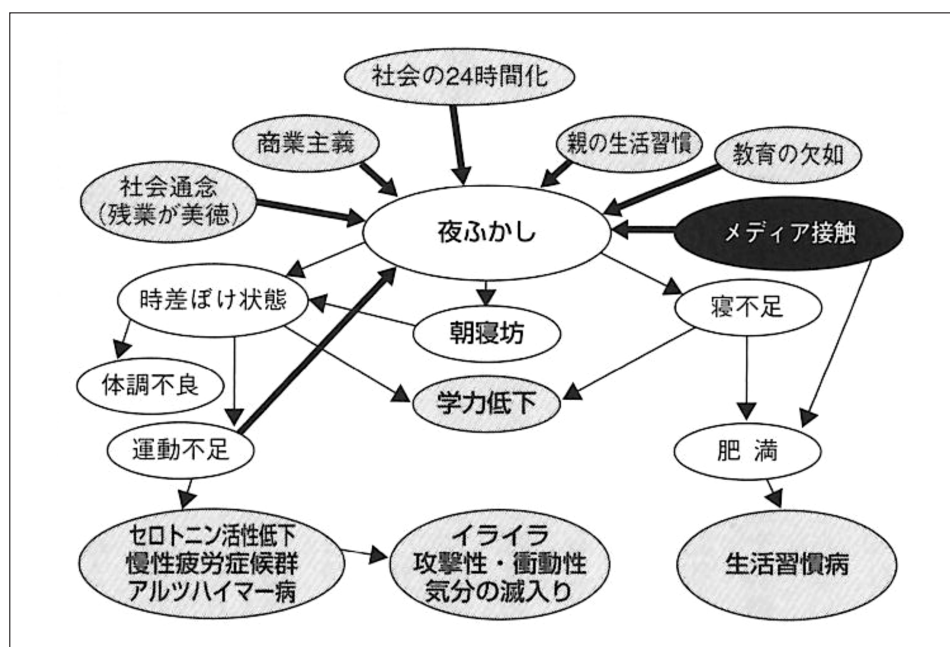 社会の24時間化
商業主義
親の生活習慣
教育の欠如
社会通念
(残業が美徳)
夜ふかし
メディア接触
時差ぼけ状態
朝寝坊
寝不足
体調不良
学力低下
運動不足
肥 満
セロトニン活性低下
慢性疲労症候群
アルツハイマー病
イライラ
攻撃性・衝動性
気分の滅入り
生活習慣病